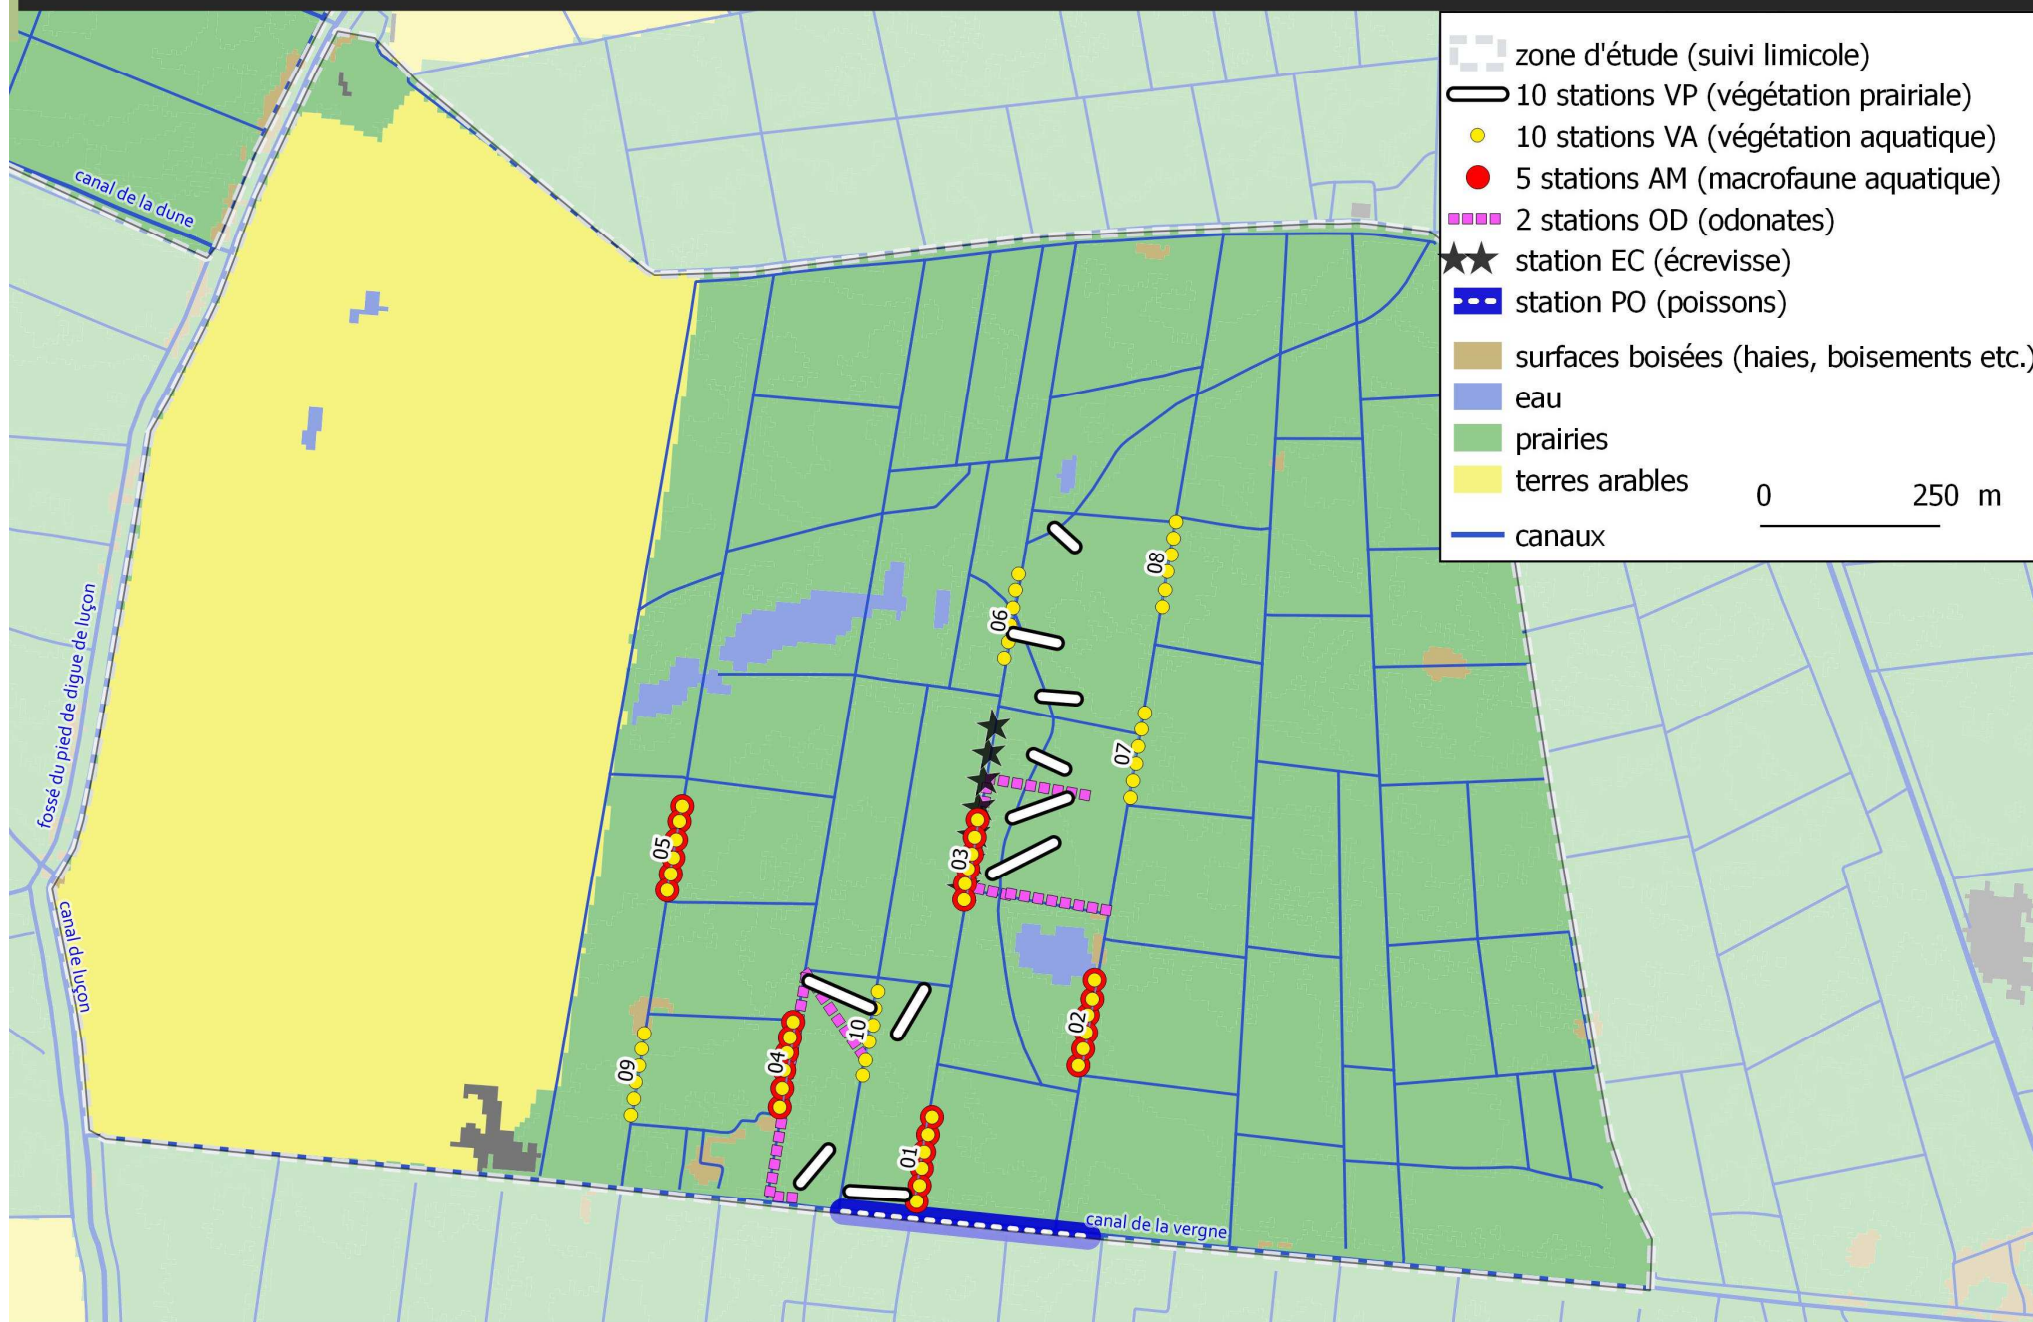 zone d'étude (suivi limicole)
10 stations VP (végétation prairiale)
10 stations VA (végétation aquatique)
5 stations AM (macrofaune aquatique)
2 stations OD (odonates)
station EC (écrevisse)
station PO (poissons)
surfaces boisées (haies, boisements etc.)
eau
prairies
terres arables
0 250 m
canaux
canal de la dune
fossé du pied de digue de luçon
canal de luçon
08
06
07
05
03
02
10
04
09
01
canal de la vergne